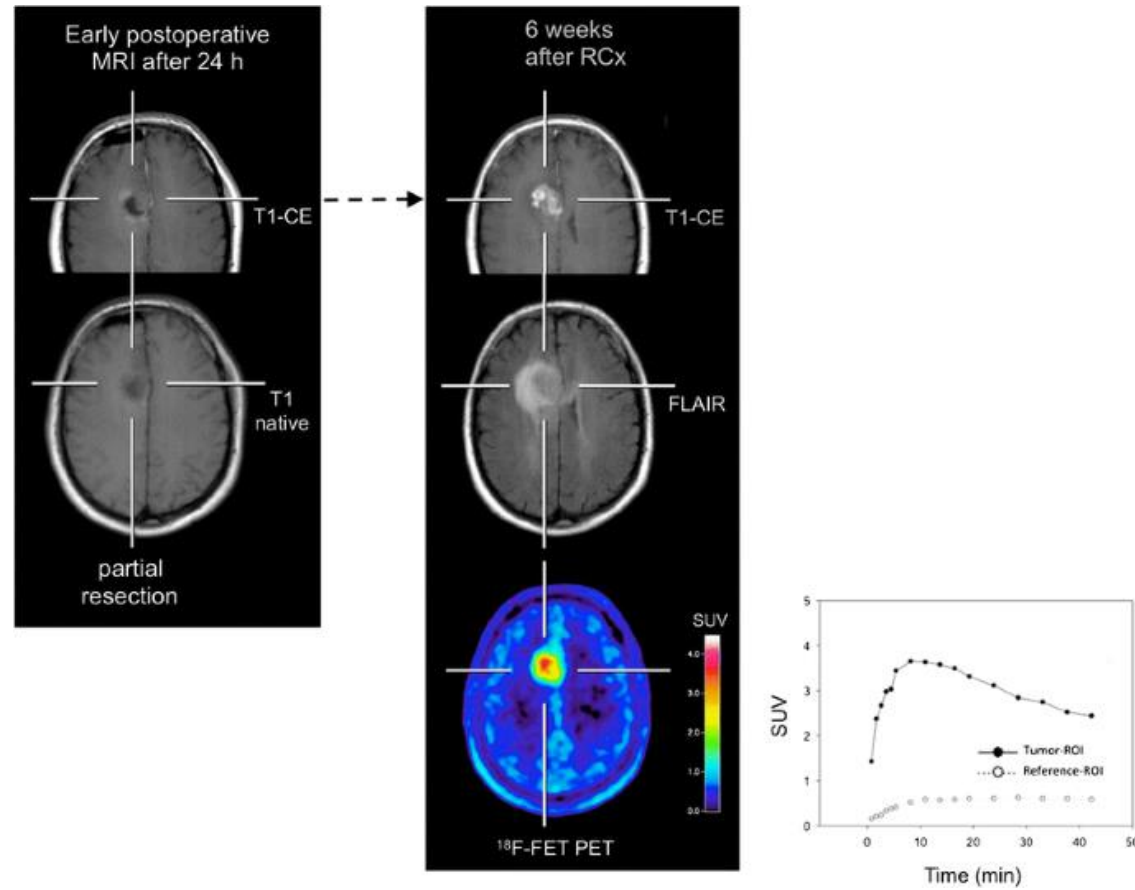 Early postoperative
MRI after 24 h
T1-CE
T1
native
partial
resection
6 weeks
after RCx
T1-CE
FLAIR
SUV
4.0
3.0
2.0
1.0
0.0
¹⁸F-FET PET
5
4
3
2
1
0
SUV
Tumor-ROI
Reference-ROI
0 10 20 30 40 50
Time (min)